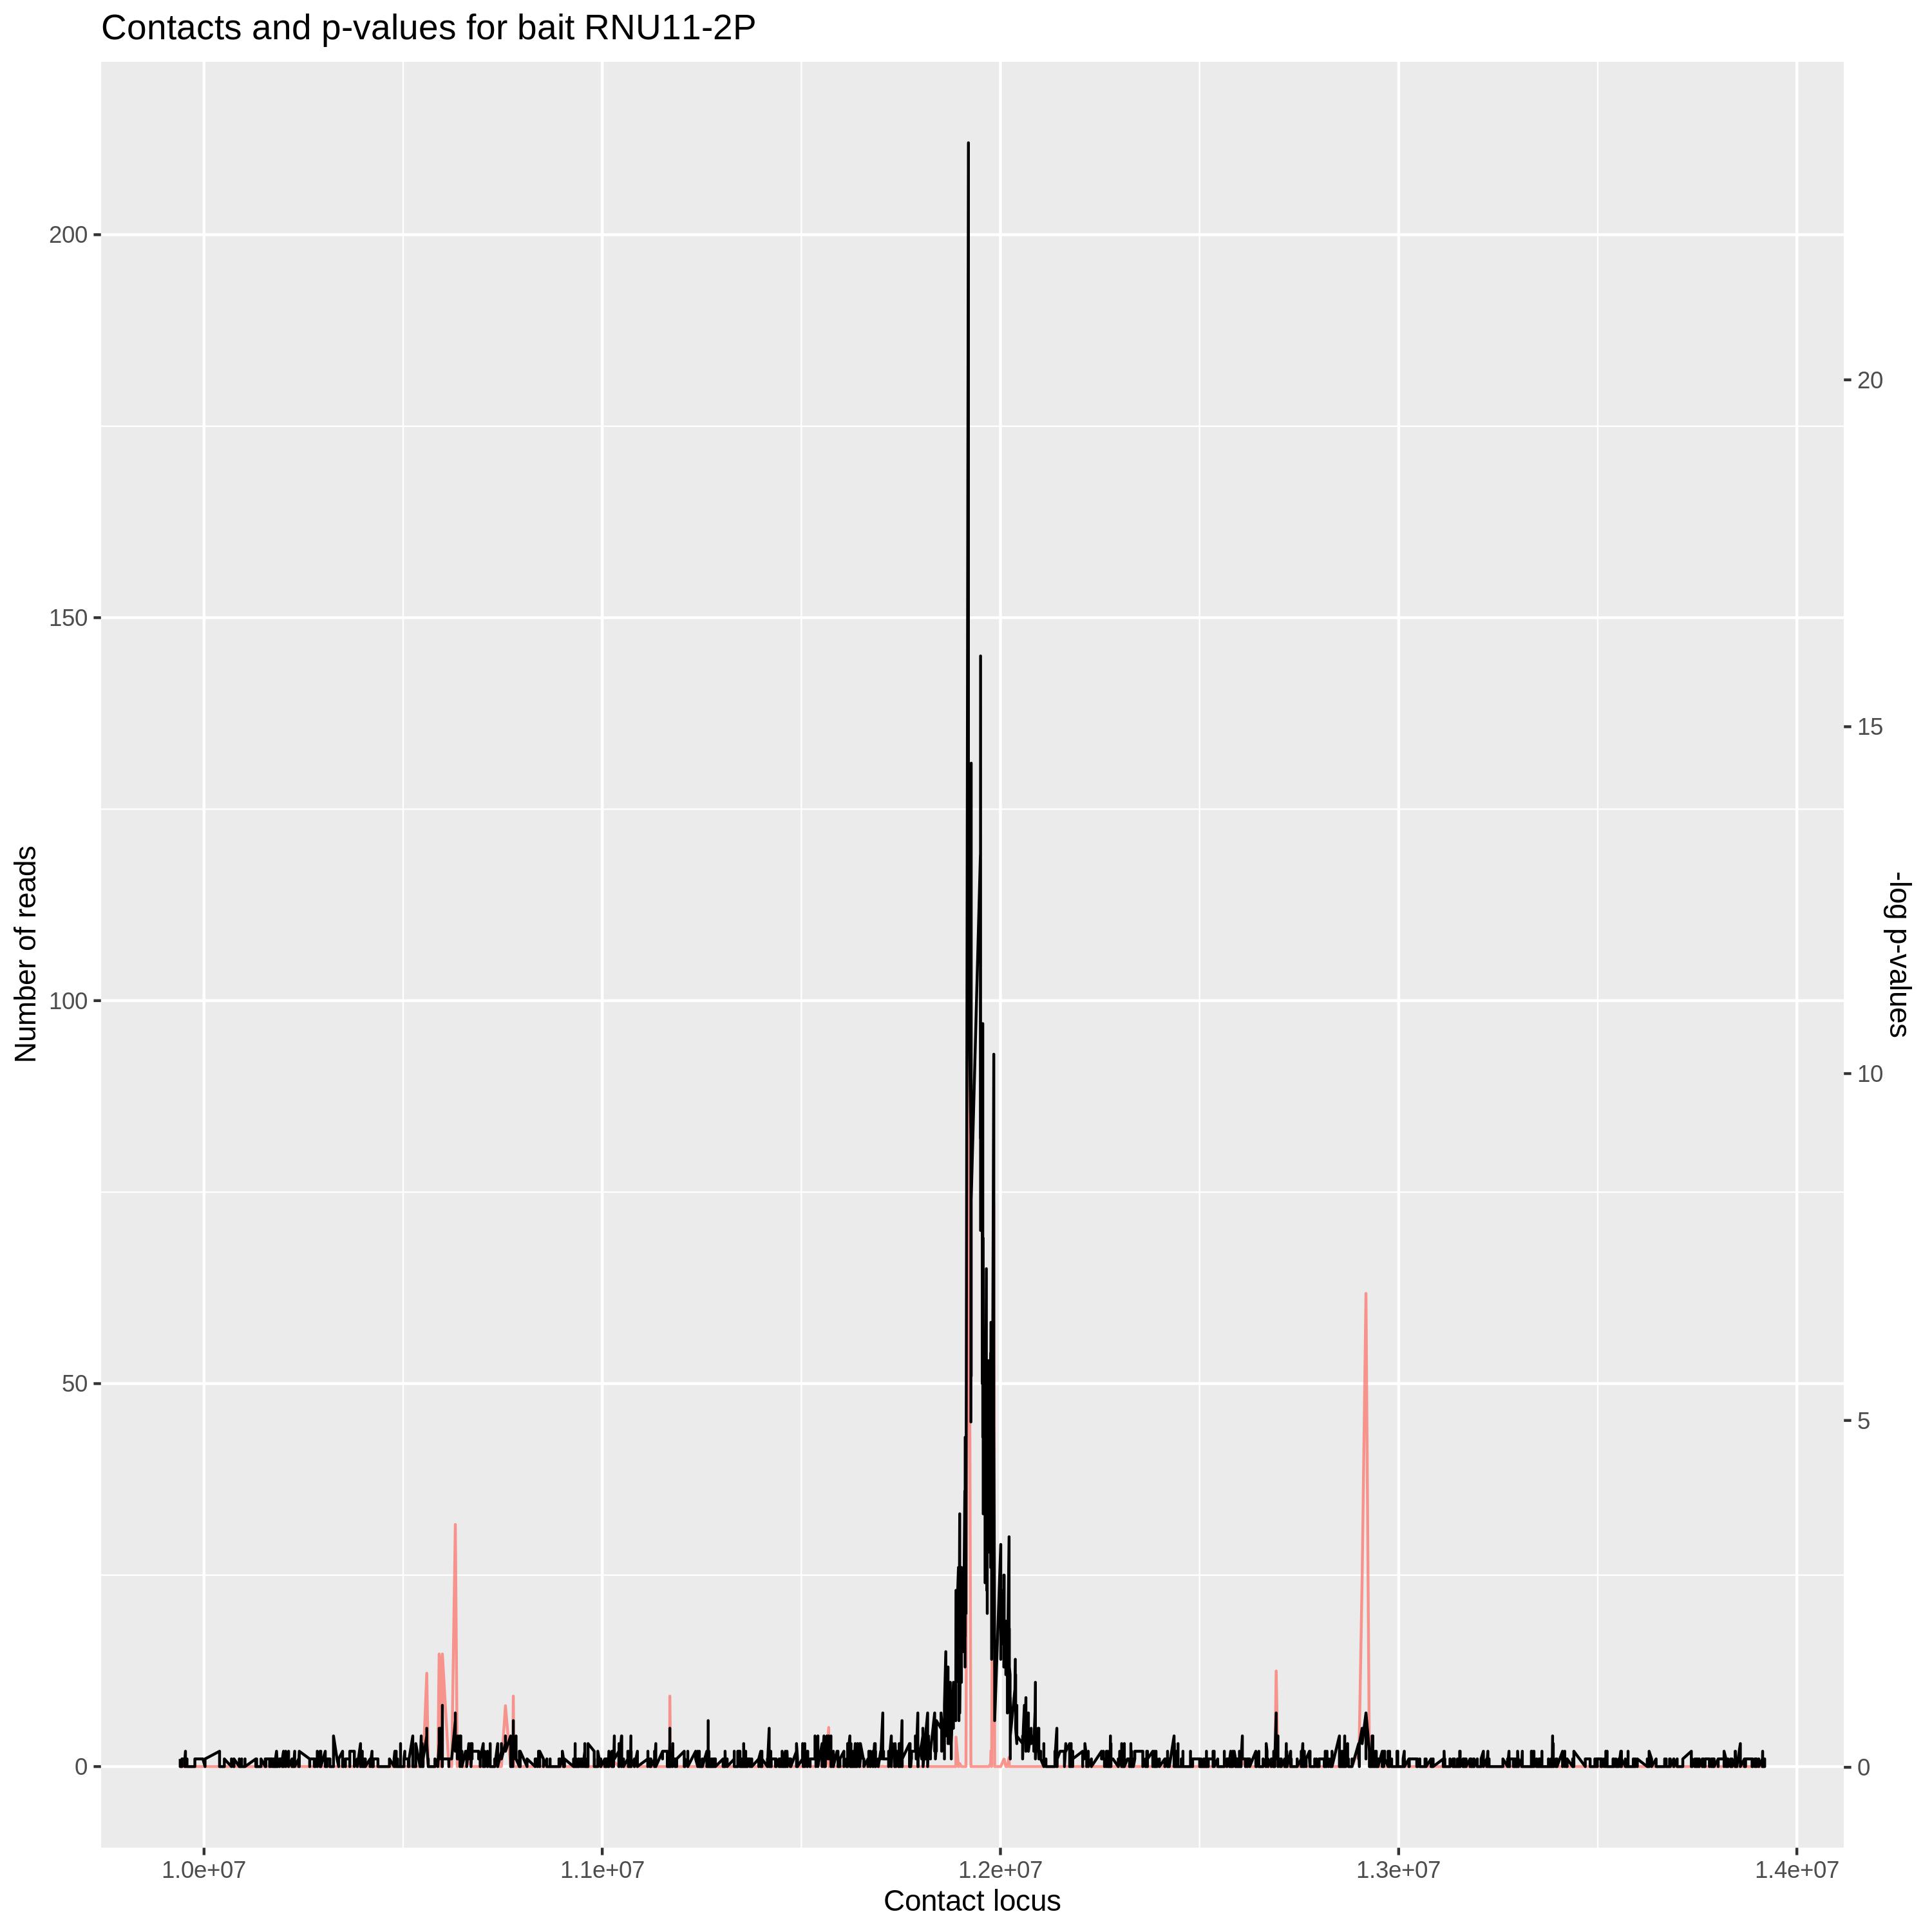 Contacts and p-values for bait RNU11-2P
200
150
100
50
0
Number of reads
20
15
10
5
0
-log p-values
1.0e+07 1.1e+07 1.2e+07 1.3e+07 1.4e+07
Contact locus